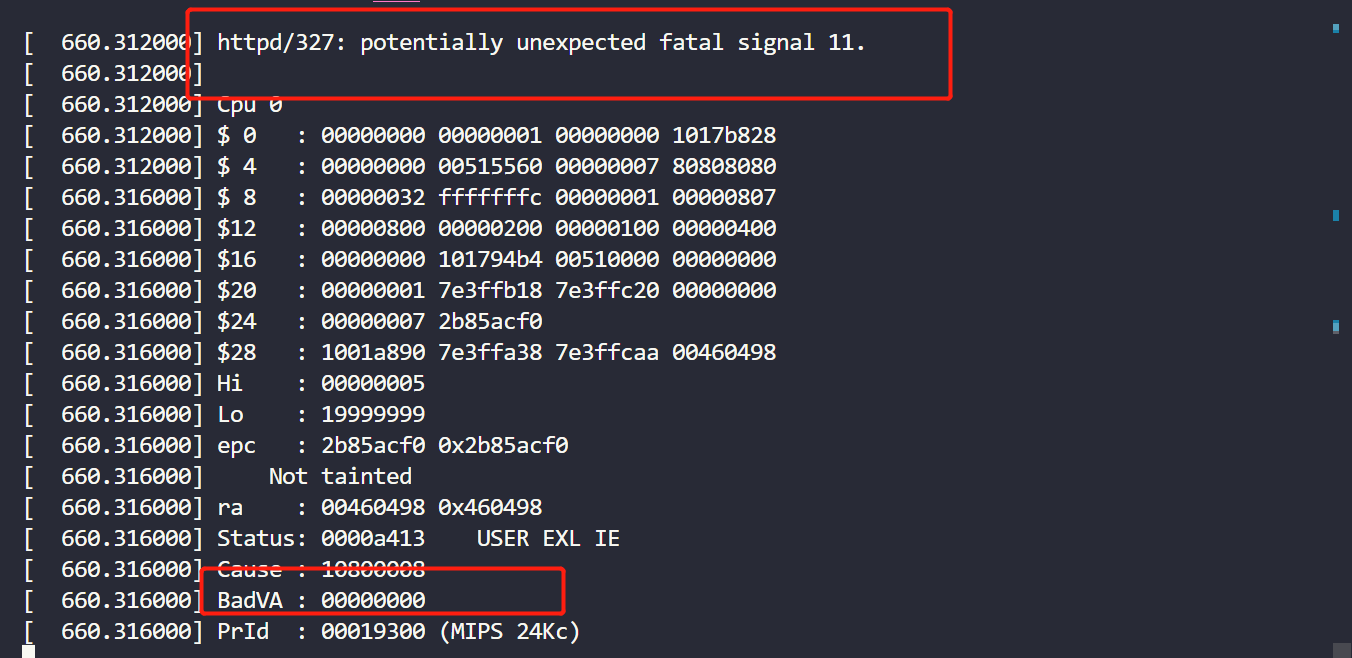 [  660.312000] httpd/327: potentially unexpected fatal signal 11.
[  660.312000]
[  660.312000] Cpu 0
[  660.312000] $ 0   : 00000000 00000001 00000000 1017b828
[  660.312000] $ 4   : 00000000 00515560 00000007 80808080
[  660.316000] $ 8   : 00000032 fffffffc 00000001 00000807
[  660.316000] $12   : 00000800 00000200 00000100 00000400
[  660.316000] $16   : 00000000 101794b4 00510000 00000000
[  660.316000] $20   : 00000001 7e3ffb18 7e3ffc20 00000000
[  660.316000] $24   : 00000007 2b85acf0
[  660.316000] $28   : 1001a890 7e3ffa38 7e3ffcaa 00460498
[  660.316000] Hi    : 00000005
[  660.316000] Lo    : 19999999
[  660.316000] epc   : 2b85acf0 0x2b85acf0
[  660.316000]     Not tainted
[  660.316000] ra    : 00460498 0x460498
[  660.316000] Status: 0000a413    USER EXL IE
[  660.316000] Cause : 10800008
[  660.316000] BadVA : 00000000
[  660.316000] PrId  : 00019300 (MIPS 24Kc)